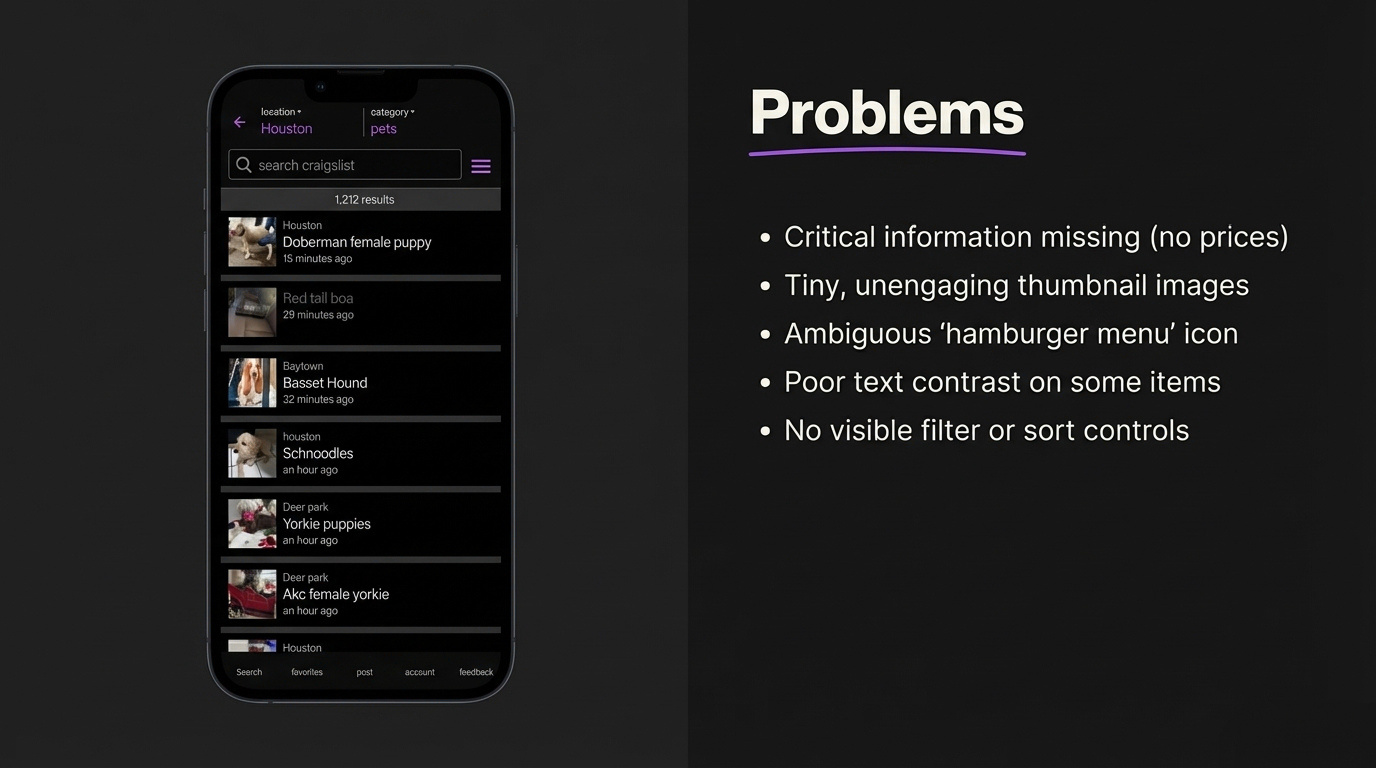 location
category
Houston
pets
search craigslist
1,212 results
Houston
Doberman female puppy
15 minutes ago
Red tail boa
29 minutes ago
Baytown
Basset Hound
32 minutes ago
houston
Schnoodles
an hour ago
Deer park
Yorkie puppies
an hour ago
Deer park
Akc female yorkie
an hour ago
Houston
Search
favorites
post
account
feedback
Problems
• Critical information missing (no prices)
• Tiny, unengaging thumbnail images
• Ambiguous ‘hamburger menu’ icon
• Poor text contrast on some items
• No visible filter or sort controls